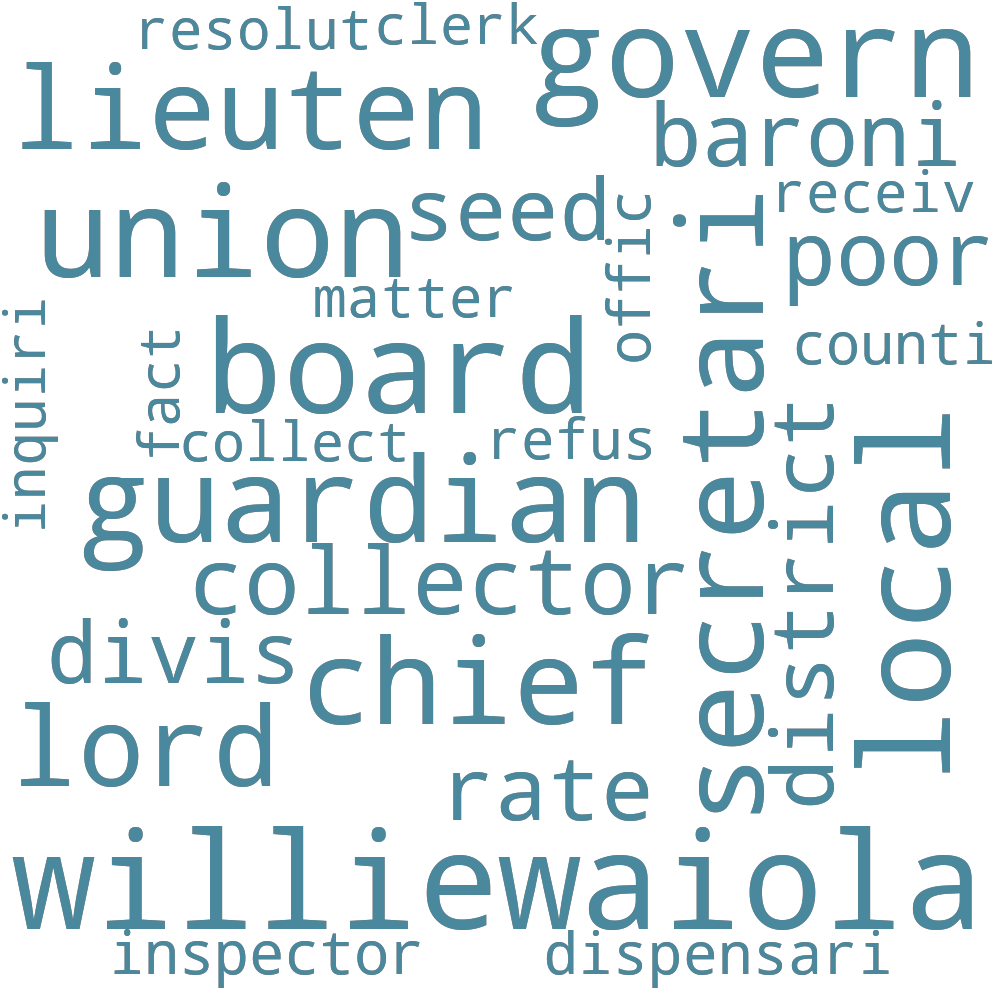 resolut clerk
govern
lieuten
baroni
union
seed
offic
secretari
receiv
poor
matter
inquiri
fact
board
counti
collect
refus
district
local
guardian
collector
divis
chief
lord
rate
williewaiola
inspector
dispensari